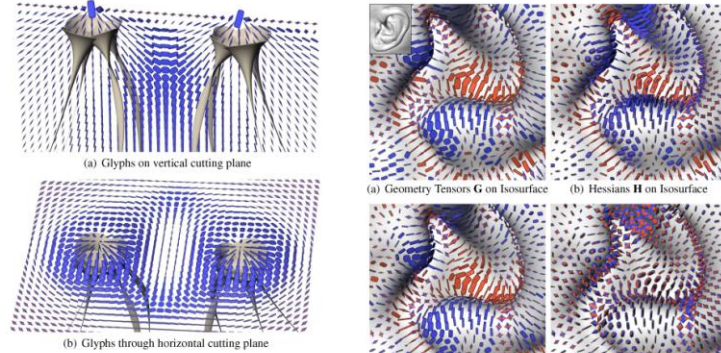 (a) Glyphs on vertical cutting plane
(b) Glyphs through horizontal cutting plane
(a) Geometry Tensors G on Isosurface
(b) Hessians H on Isosurface